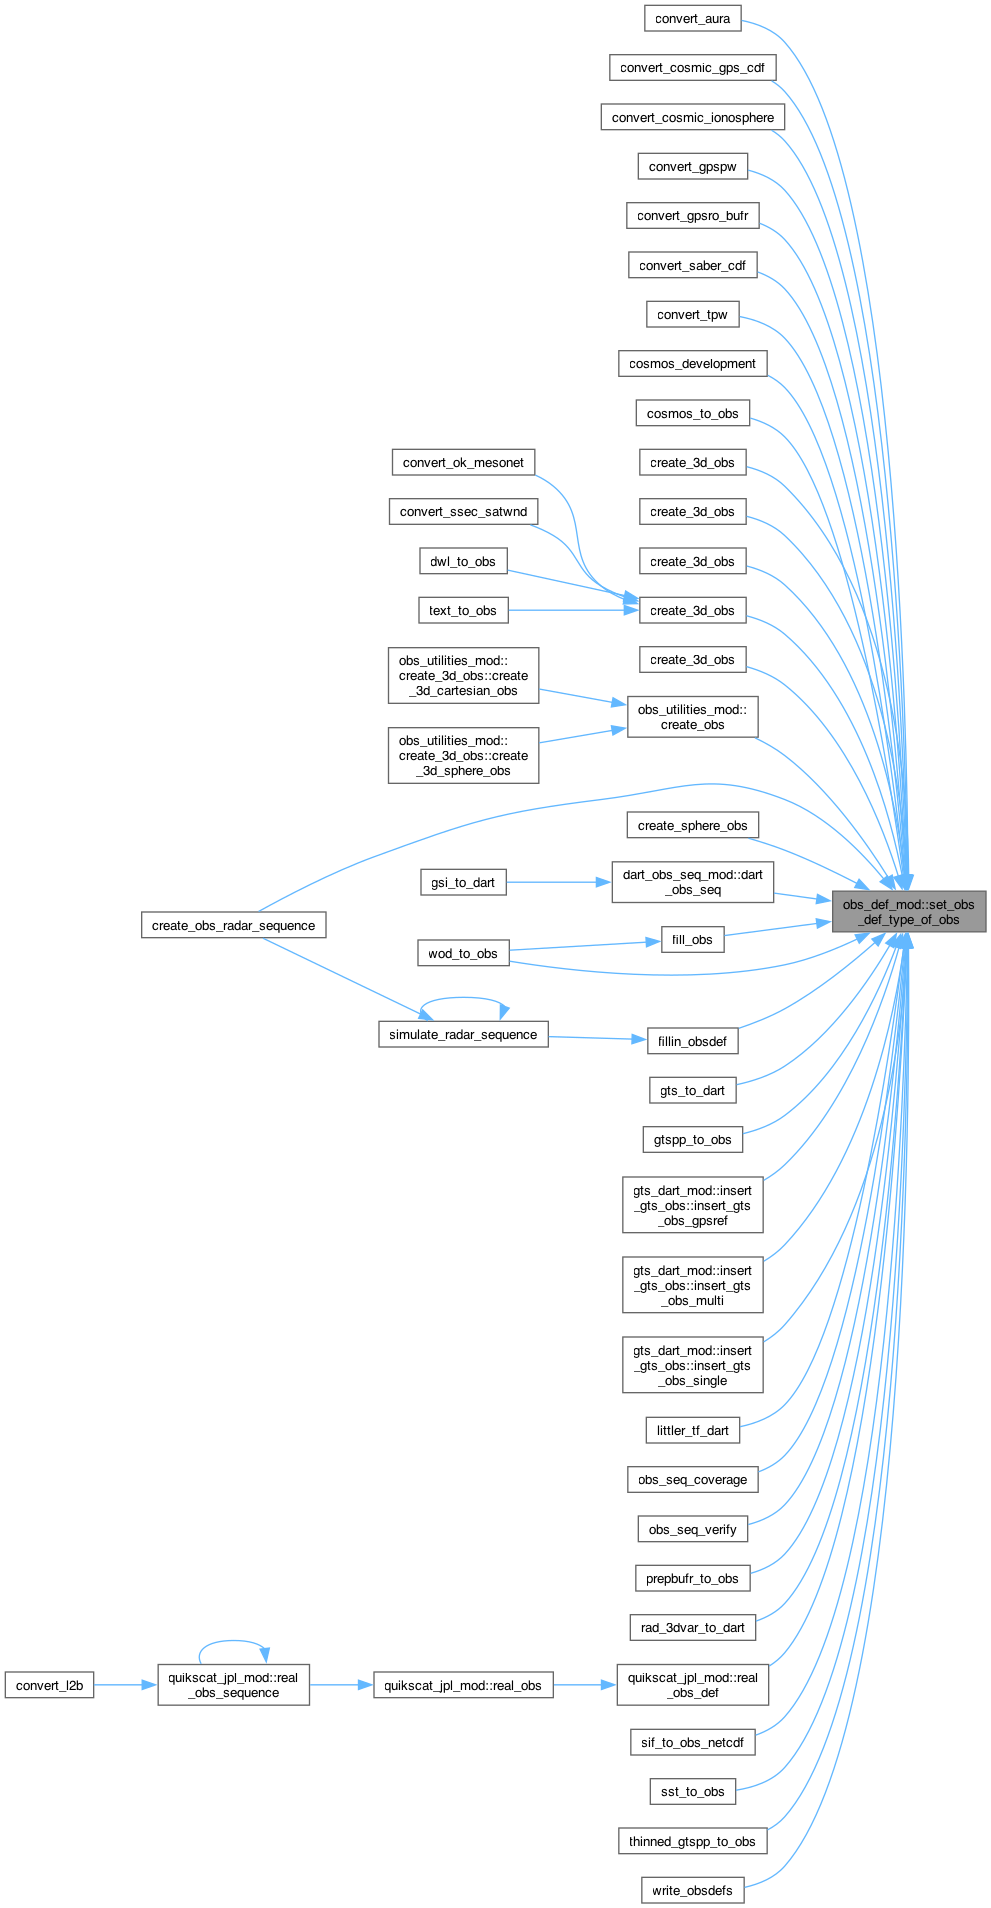 convert_aura
convert_cosmic_gps_cdf
convert_cosmic_ionosphere
convert_gpspw
convert_gpsro_bufr
convert_saber_cdf
convert_tpw
cosmos_development
cosmos_to_obs
convert_ok_mesonet
create_3d_obs
convert_ssec_satwnd
create_3d_obs
dwl_to_obs
create_3d_obs
text_to_obs
create_3d_obs
create_3d_obs
obs_utilities_mod::
create_3d_obs::create
_3d_cartesian_obs
obs_utilities_mod::
create_obs
obs_utilities_mod::
create_3d_obs::create
_3d_sphere_obs
create_sphere_obs
gsi_to_dart
dart_obs_seq_mod::dart
_obs_seq
obs_def_mod::set_obs
_def_type_of_obs
create_obs_radar_sequence
fill_obs
wod_to_obs
simulate_radar_sequence
fillin_obsdef
gts_to_dart
gtspp_to_obs
gts_dart_mod::insert
_gts_obs::insert_gts
_obs_gpsref
gts_dart_mod::insert
_gts_obs::insert_gts
_obs_multi
gts_dart_mod::insert
_gts_obs::insert_gts
_obs_single
littler_tf_dart
obs_seq_coverage
obs_seq_verify
prepbufr_to_obs
rad_3dvar_to_dart
convert_l2b
quikscat_jpl_mod::real
_obs_sequence
quikscat_jpl_mod::real_obs
quikscat_jpl_mod::real
_obs_def
sif_to_obs_netcdf
sst_to_obs
thinned_gtspp_to_obs
write_obsdefs